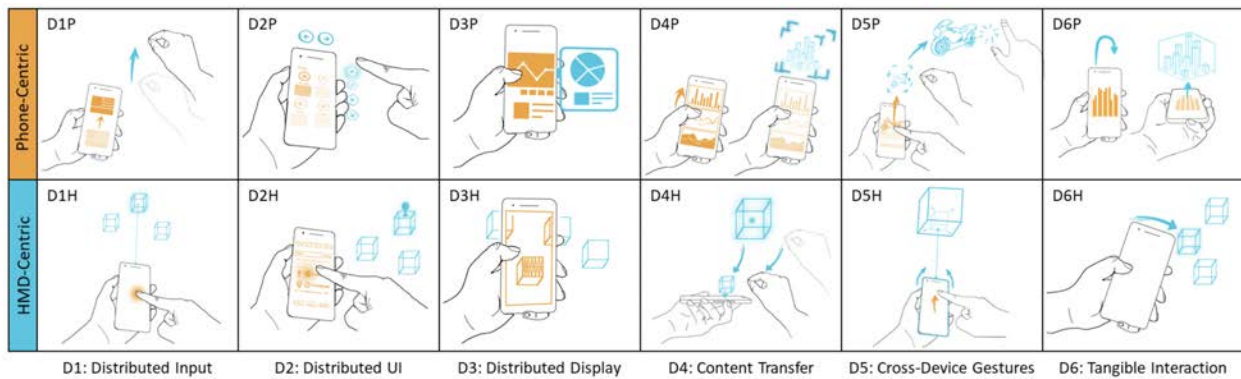 Phone-Centric
D1P
D2P
D3P
D4P
D5P
D6P
HMD-Centric
D1H
D2H
D3H
D4H
D5H
D6H
D1: Distributed Input
D2: Distributed UI
D3: Distributed Display
D4: Content Transfer
D5: Cross-Device Gestures
D6: Tangible Interaction